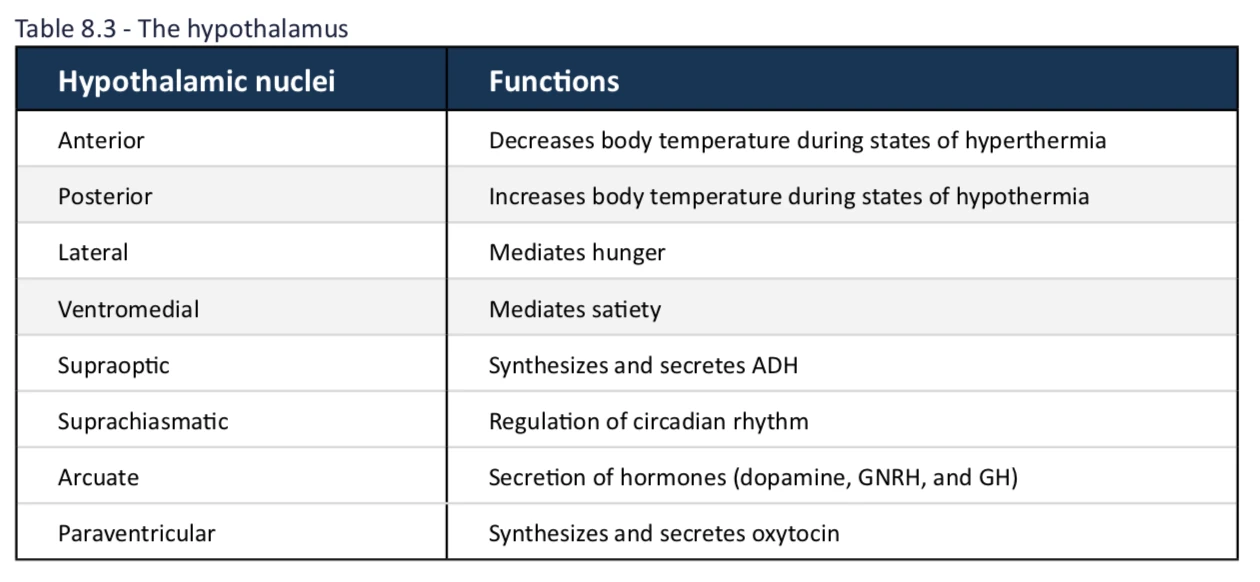 Table 8.3 - The hypothalamus
Hypothalamic nuclei Functions
Anterior Decreases body temperature during states of hyperthermia
Posterior Increases body temperature during states of hypothermia
Lateral Mediates hunger
Ventromedial Mediates satiety
Supraoptic Synthesizes and secretes ADH
Suprachiasmatic Regulation of circadian rhythm
Arcuate Secretion of hormones (dopamine, GNRH, and GH)
Paraventricular Synthesizes and secretes oxytocin